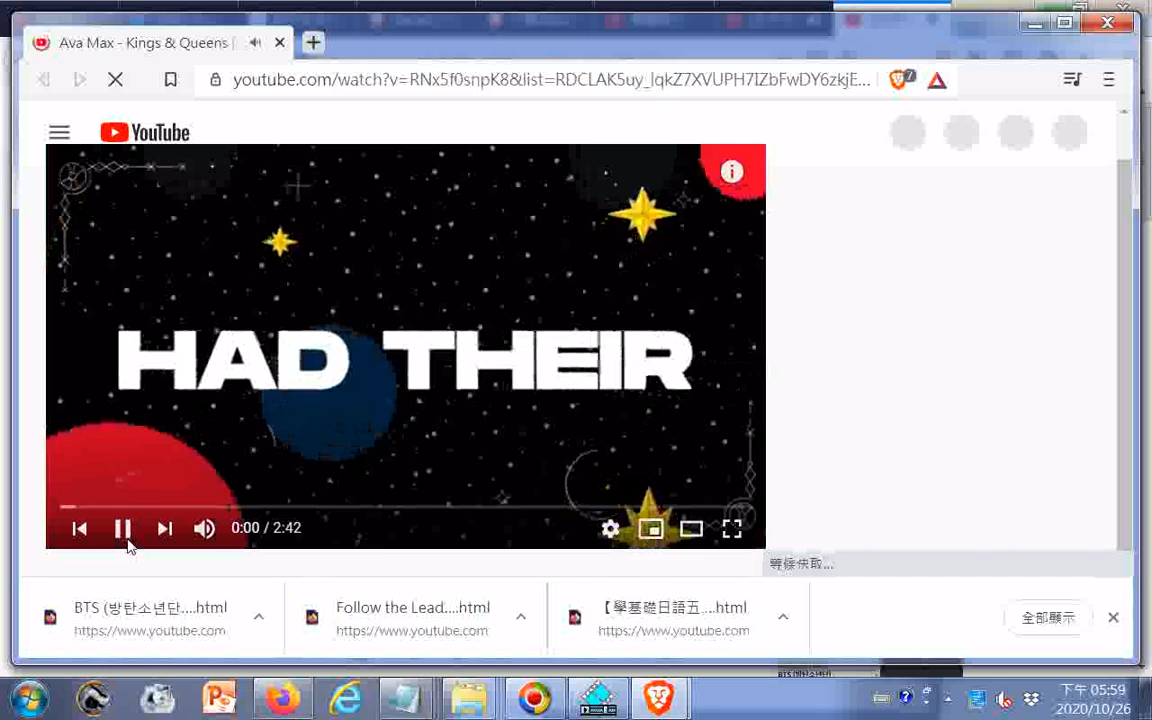 Ava Max - Kings & Queens |
youtube.com/watch?v=RNx5f0snpK8&list=RDCLAK5uy_lqkZ7XVUPH7IZbFwDY6zkjE...
7
YouTube
i
HAD THEIR
0:00 / 2:42
等候快取...
BTS (방탄소년단....html
https://www.youtube.com
Follow the Lead....html
https://www.youtube.com
【學基礎日語五....html
https://www.youtube.com
全部顯示
下午 05:59
2020/10/26